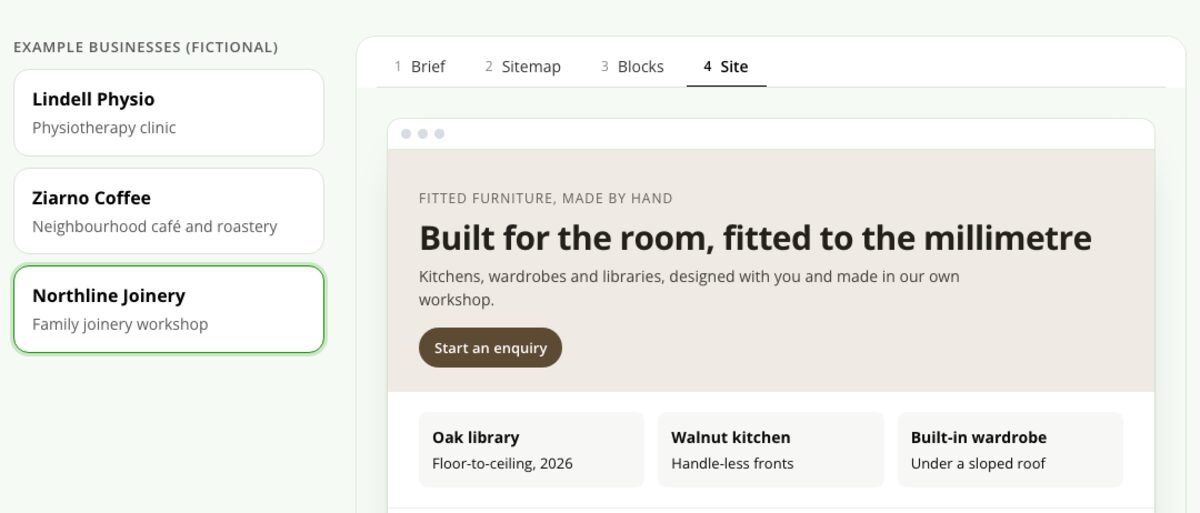 EXAMPLE BUSINESSES (FICTIONAL)
Lindell Physio
Physiotherapy clinic
Ziarno Coffee
Neighbourhood café and roastery
Northline Joinery
Family joinery workshop
1 Brief
2 Sitemap
3 Blocks
4 Site
FITTED FURNITURE, MADE BY HAND
Built for the room, fitted to the millimetre
Kitchens, wardrobes and libraries, designed with you and made in our own
workshop.
Start an enquiry
Oak library
Floor-to-ceiling, 2026
Walnut kitchen
Handle-less fronts
Built-in wardrobe
Under a sloped roof